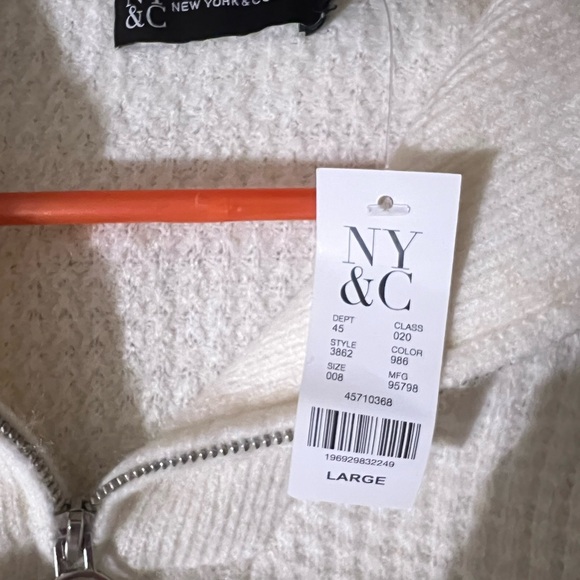 NY
&C NEW YORK & CO
NY
&C
DEPT CLASS
45 020
STYLE COLOR
3862 986
SIZE MFG
008 95798
45710368
196929832249
LARGE